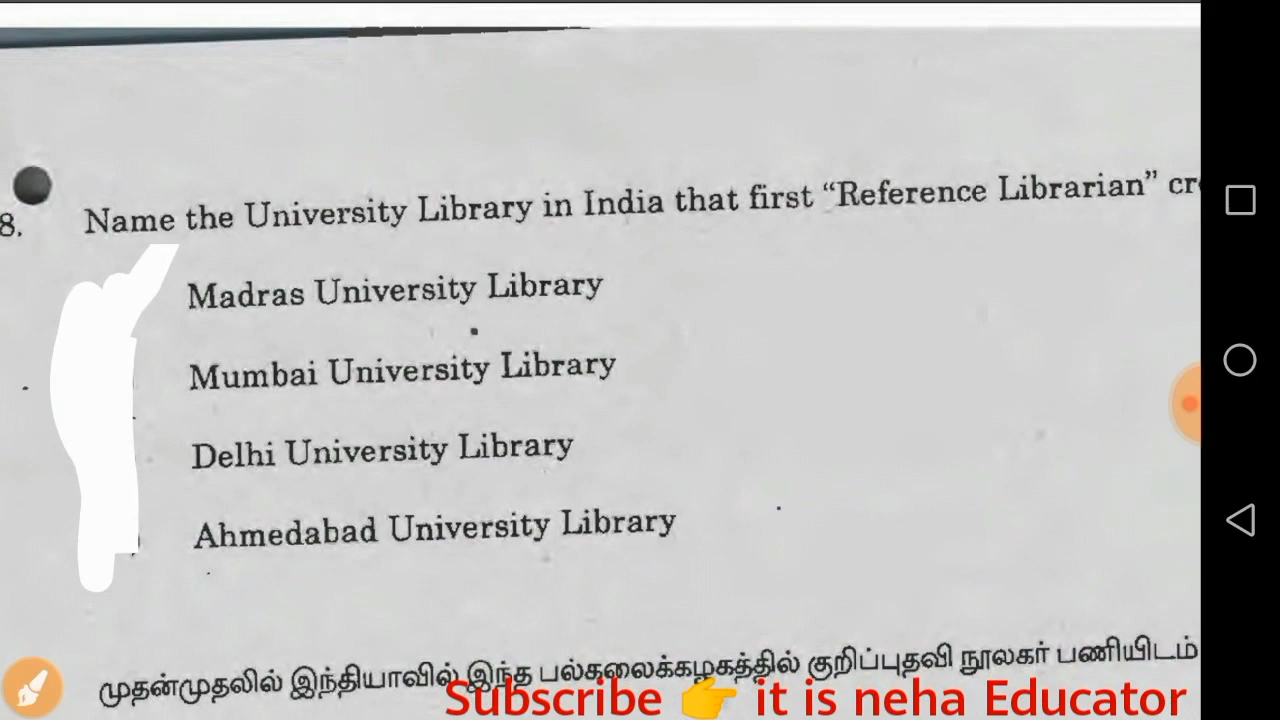 8. Name the University Library in India that first “Reference Librarian” cr
Madras University Library
Mumbai University Library
Delhi University Library
Ahmedabad University Library
முதன்முதலில் இந்தியாவில் இந்த பல்கலைக்கழகத்தில் குறிப்புதவி நூலகர் பணியிடம்
Subscribe 👉 it is neha Educator